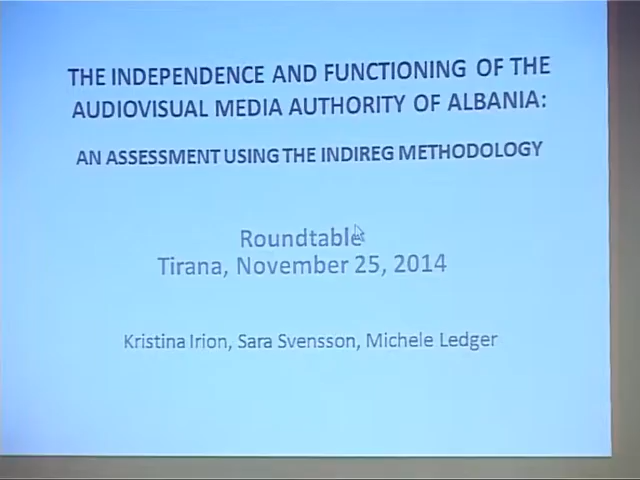 THE INDEPENDENCE AND FUNCTIONING OF THE
AUDIOVISUAL MEDIA AUTHORITY OF ALBANIA:
AN ASSESSMENT USING THE INDIREG METHODOLOGY
Roundtable
Tirana, November 25, 2014
Kristina Irion, Sara Svensson, Michele Ledger